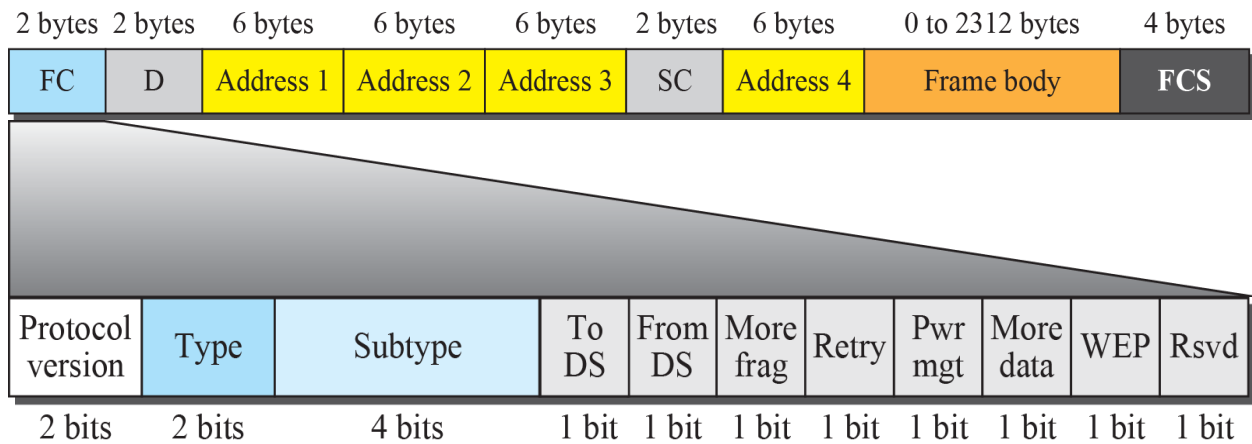 2 bytes 2 bytes 6 bytes 6 bytes 6 bytes 2 bytes 6 bytes 0 to 2312 bytes 4 bytes
FC D Address 1 Address 2 Address 3 SC Address 4 Frame body FCS
Protocol version Type Subtype To DS From DS More frag Retry Pwr mgt More data WEP Rsvd
2 bits 2 bits 4 bits 1 bit 1 bit 1 bit 1 bit 1 bit 1 bit 1 bit 1 bit